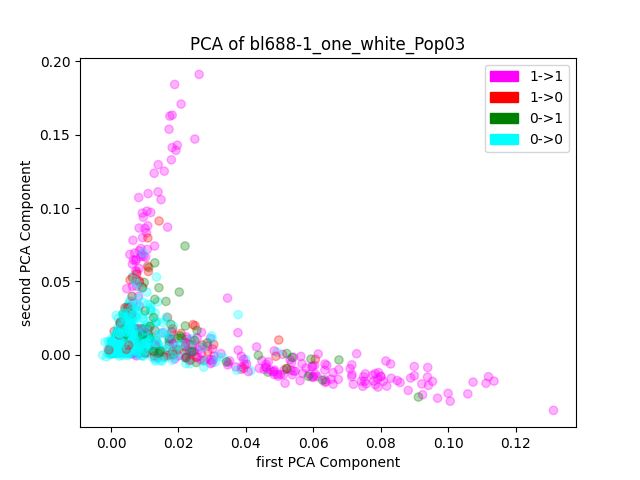 PCA of bl688-1_one_white_Pop03
0.20
0.15
0.10
0.05
0.00
second PCA Component
1->1
1->0
0->1
0->0
0.00 0.02 0.04 0.06 0.08 0.10 0.12
first PCA Component